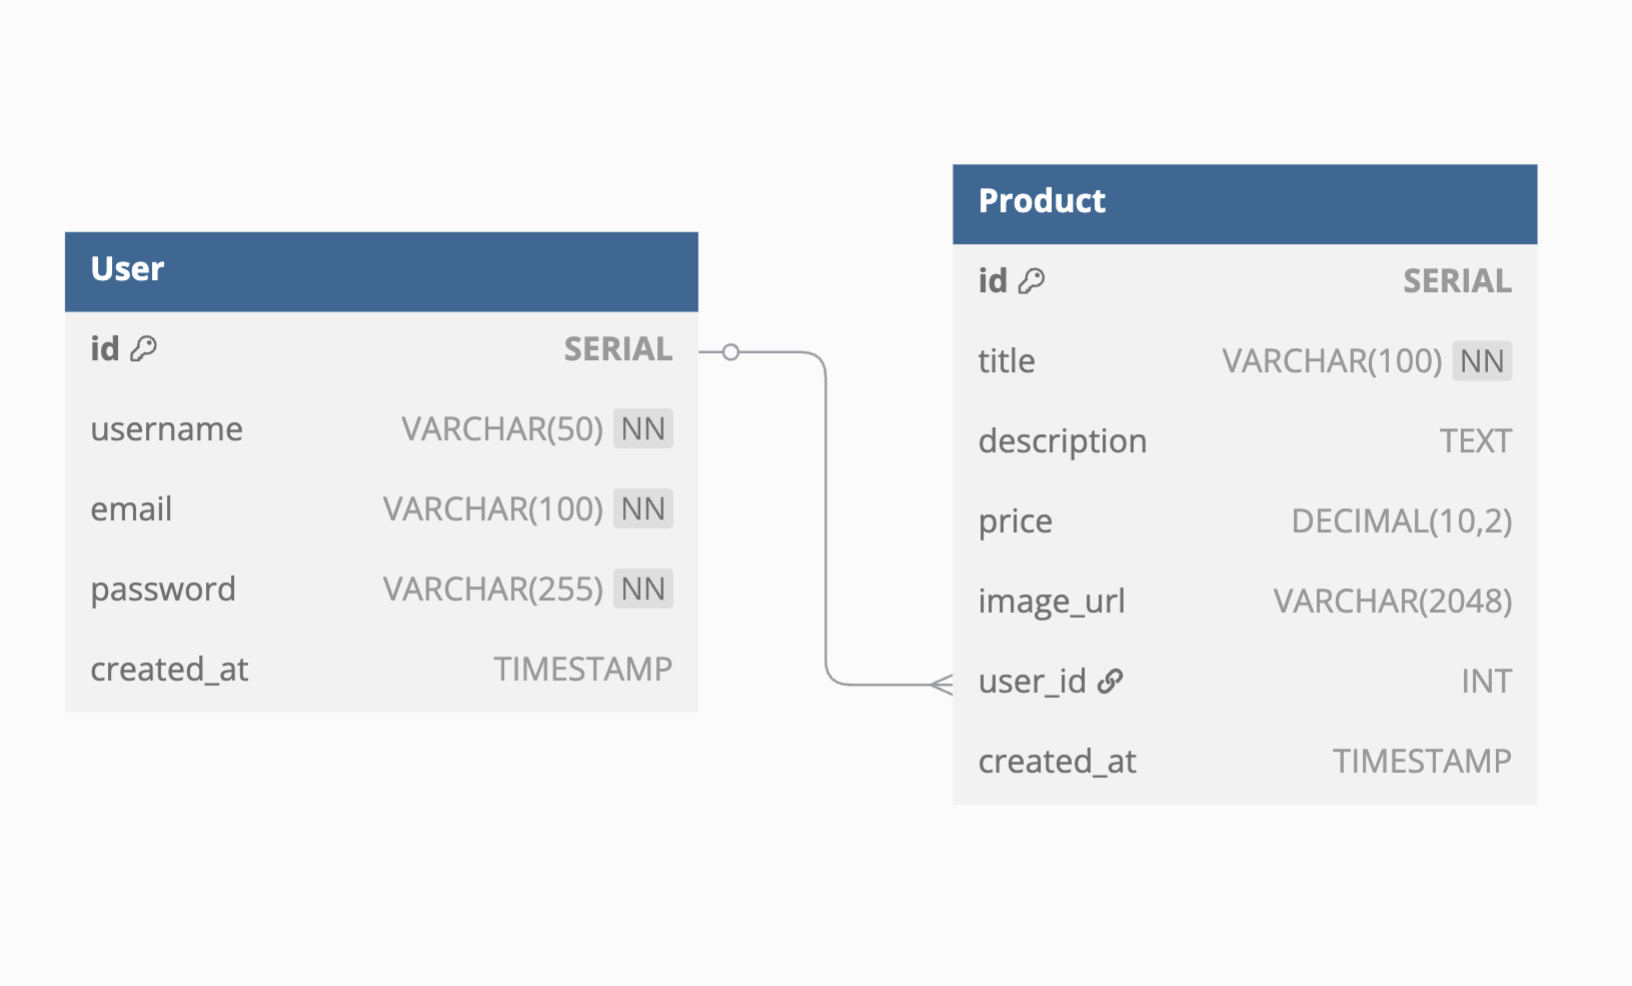 User
id SERIAL
username VARCHAR(50) NN
email VARCHAR(100) NN
password VARCHAR(255) NN
created_at TIMESTAMP
Product
id SERIAL
title VARCHAR(100) NN
description TEXT
price DECIMAL(10,2)
image_url VARCHAR(2048)
user_id INT
created_at TIMESTAMP